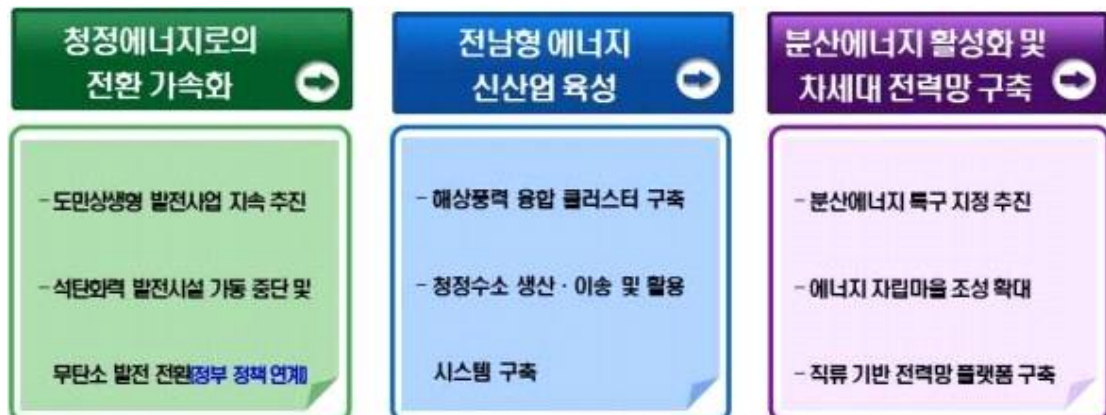 청정에너지로의
전환 가속화
- 도민상생형 발전사업 지속 추진
- 석탄화력 발전시설 가동 중단 및
무탄소 발전 전환(정부 정책 연계)
전남형 에너지
신산업 육성
- 해상풍력 융합 클러스터 구축
- 청정수소 생산 · 이송 및 활용
시스템 구축
분산에너지 활성화 및
차세대 전력망 구축
- 분산에너지 특구 지정 추진
- 에너지 자립마을 조성 확대
- 직류 기반 전력망 플랫폼 구축